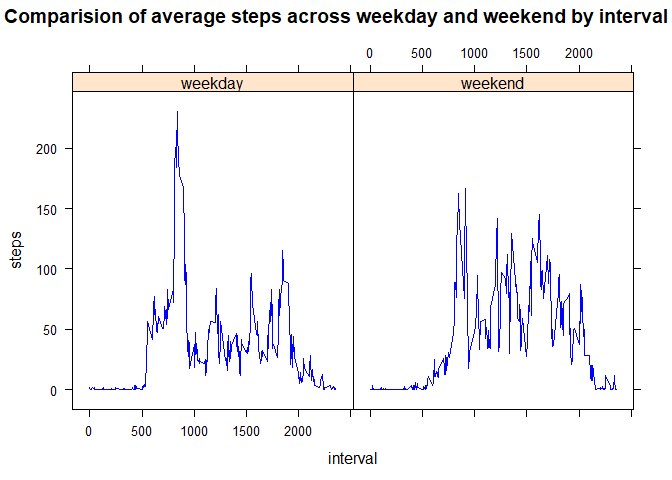 Comparision of average steps across weekday and weekend by interval
0 500 1000 1500 2000
weekday weekend
200
150
100
50
0
steps
0 500 1000 1500 2000
interval